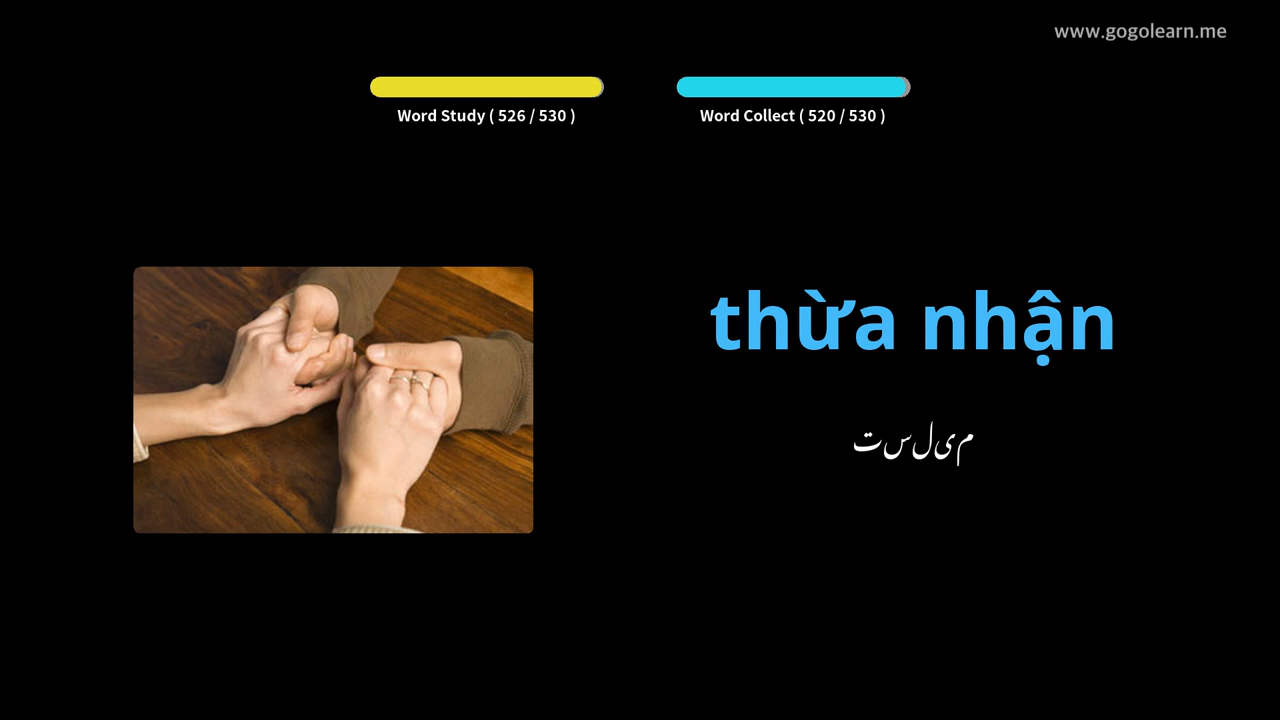 www.gogolearn.me
Word Study ( 526 / 530 )
Word Collect ( 520 / 530 )
thừa nhận
تسلیم